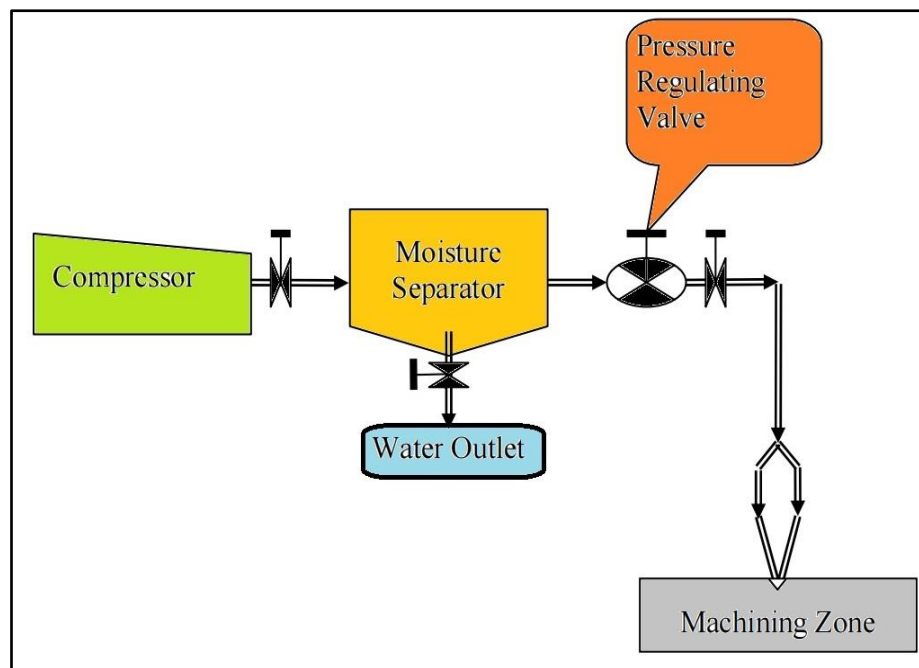 Pressure
Regulating
Valve
Compressor
Moisture
Separator
Water Outlet
Machining Zone